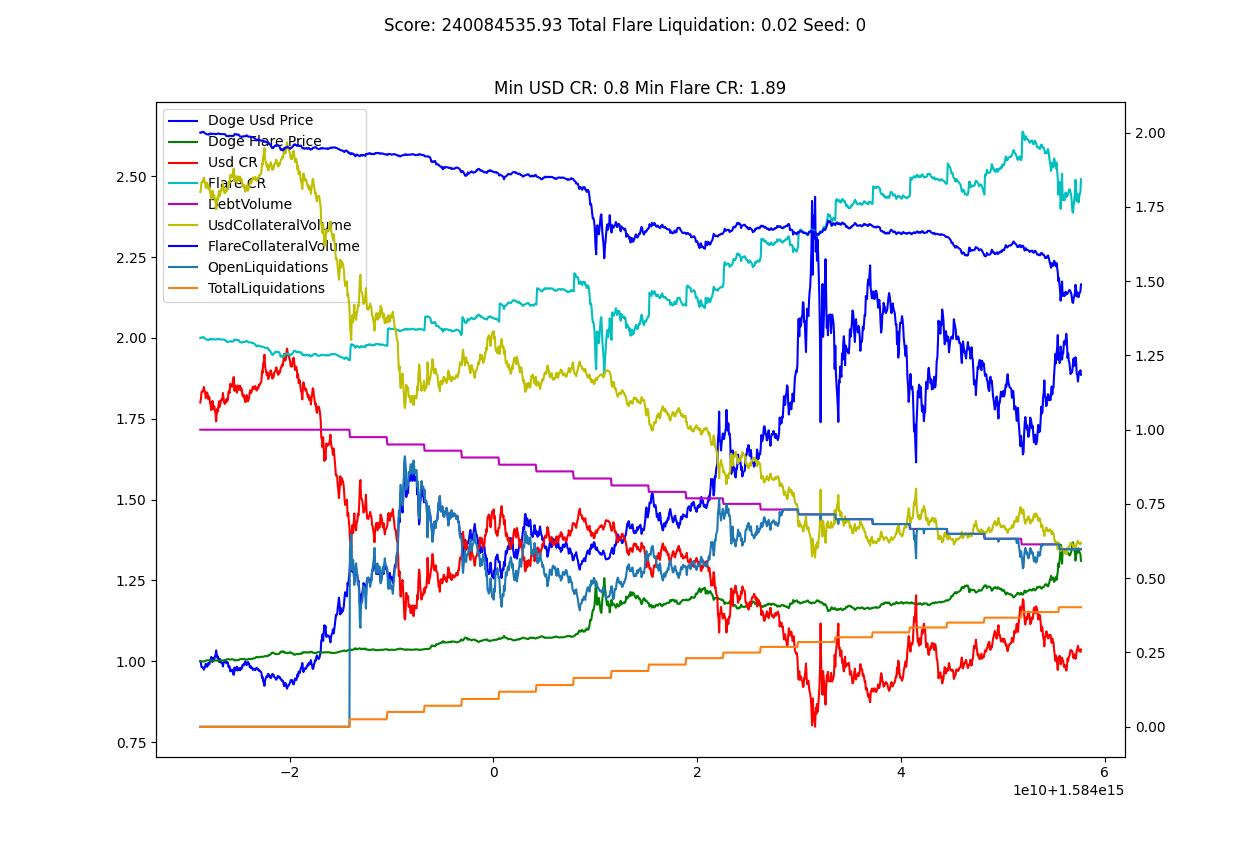 Score: 240084535.93 Total Flare Liquidation: 0.02 Seed: 0
Min USD CR: 0.8 Min Flare CR: 1.89
Doge Usd Price
Doge Flare Price
Usd CR
Flare CR
DebtVolume
UsdCollateralVolume
FlareCollateralVolume
OpenLiquidations
TotalLiquidations
2.50
2.25
2.00
1.75
1.50
1.25
1.00
0.75
2.00
1.75
1.50
1.25
1.00
0.75
0.50
0.25
0.00
−2 0 2 4 6
1e10+1.584e15